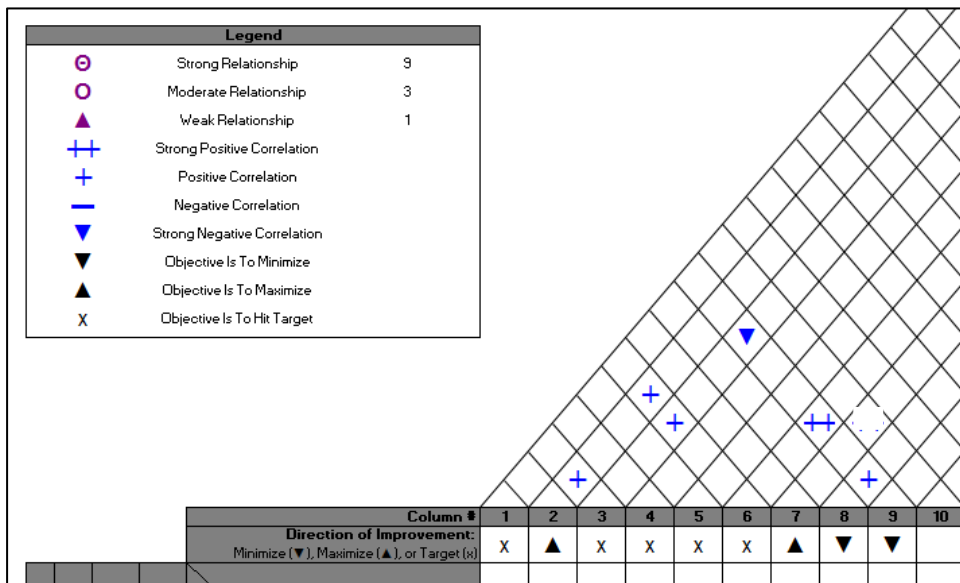 Legend
Θ Strong Relationship 9
Ο Moderate Relationship 3
▲ Weak Relationship 1
++ Strong Positive Correlation
+ Positive Correlation
− Negative Correlation
▼ Strong Negative Correlation
▼ Objective Is To Minimize
▲ Objective Is To Maximize
x Objective Is To Hit Target
▼
+
+ ++
+ +
Column # 1 2 3 4 5 6 7 8 9 10
Direction of Improvement:
Minimize (▼), Maximize (▲), or Target (x) x ▲ x x x x ▲ ▼ ▼